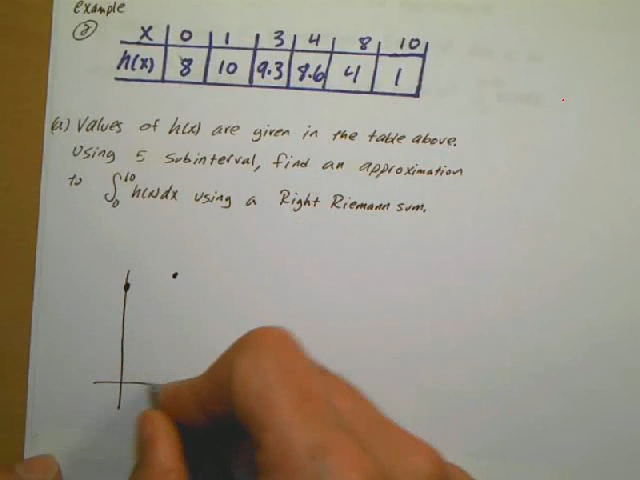 Example
② x 0 1 3 4 8 10
h(x) 8 10 9.3 8.6 4 1
(a) Values of h(x) are given in the table above.
Using 5 subinterval, find an approximation
to ∫₀¹⁰ h(x)dx using a Right Riemann sum.